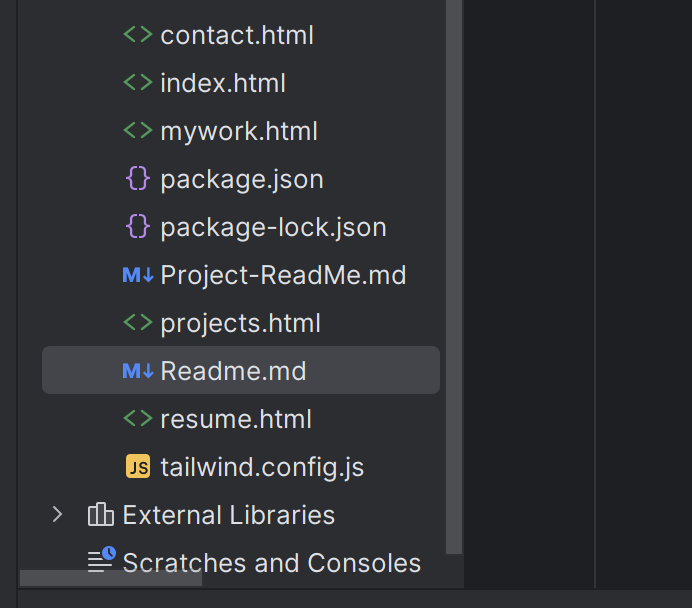 contact.html
index.html
mywork.html
{} package.json
{} package-lock.json
M↓ Project-ReadMe.md
projects.html
M↓ Readme.md
resume.html
JS tailwind.config.js
External Libraries
Scratches and Consoles